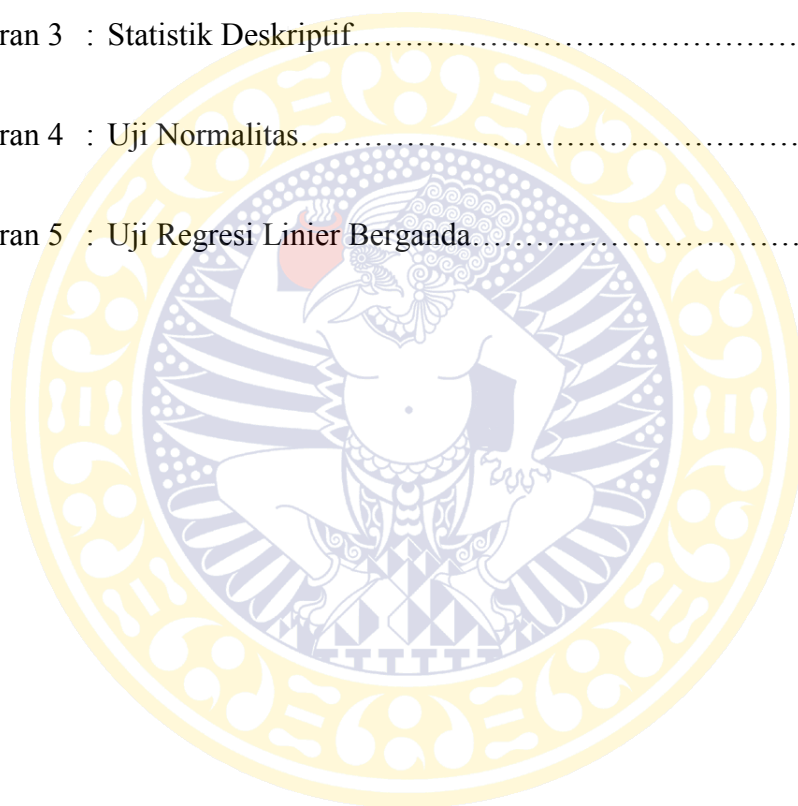 ran 3 : Statistik Deskriptif……………………………………………
ran 4 : Uji Normalitas…………………………………………………
ran 5 : Uji Regresi Linier Berganda………………………………